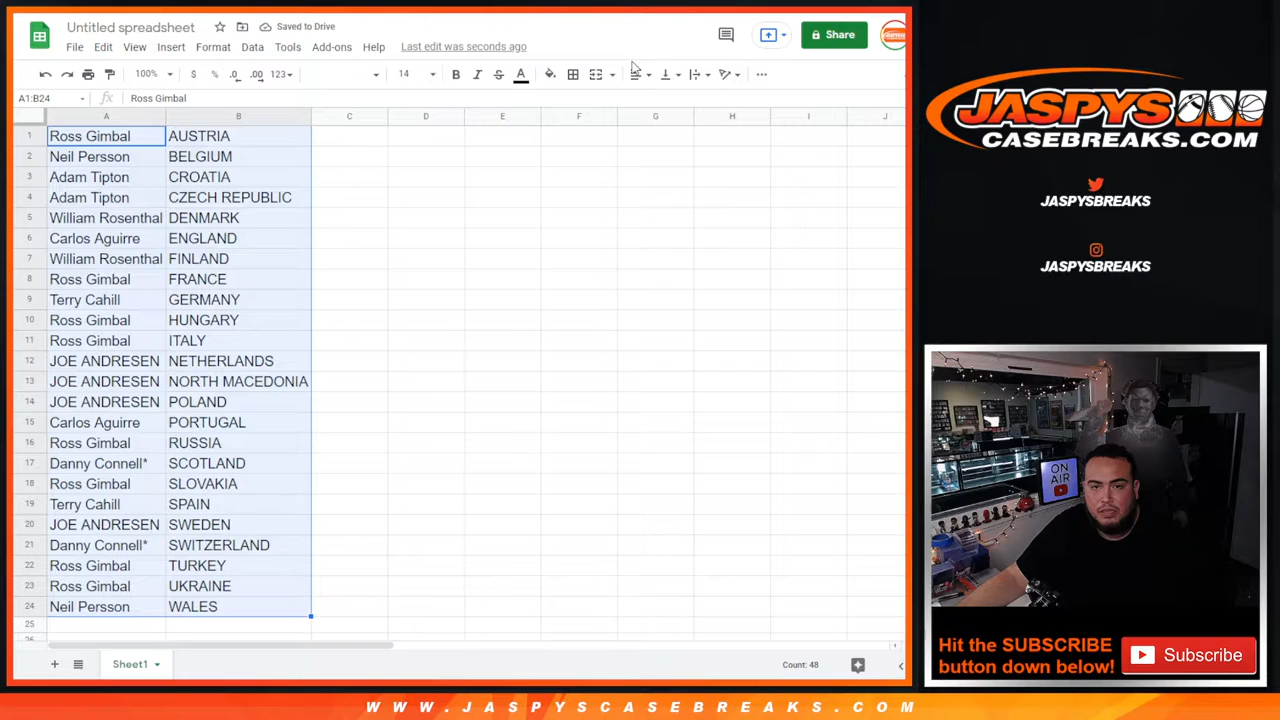 Untitled spreadsheet
Saved to Drive
File Edit View Insert Format Data Tools Add-ons Help Last edit was seconds ago
Share
100% $ % .0 .00 123 14 B I S A
A1:B24 fx Ross Gimbal
A B C D E F G H I J
1 Ross Gimbal AUSTRIA
2 Neil Persson BELGIUM
3 Adam Tipton CROATIA
4 Adam Tipton CZECH REPUBLIC
5 William Rosenthal DENMARK
6 Carlos Aguirre ENGLAND
7 William Rosenthal FINLAND
8 Ross Gimbal FRANCE
9 Terry Cahill GERMANY
10 Ross Gimbal HUNGARY
11 Ross Gimbal ITALY
12 JOE ANDRESEN NETHERLANDS
13 JOE ANDRESEN NORTH MACEDONIA
14 JOE ANDRESEN POLAND
15 Carlos Aguirre PORTUGAL
16 Ross Gimbal RUSSIA
17 Danny Connell* SCOTLAND
18 Ross Gimbal SLOVAKIA
19 Terry Cahill SPAIN
20 JOE ANDRESEN SWEDEN
21 Danny Connell* SWITZERLAND
22 Ross Gimbal TURKEY
23 Ross Gimbal UKRAINE
24 Neil Persson WALES
25
Sheet1
Count: 48
JASPYS
CASEBREAKS.COM
JASPYSBREAKS
JASPYSBREAKS
ON
AIR
Hit the SUBSCRIBE
button down below!
Subscribe
WWW.JASPYSCASEBREAKS.COM